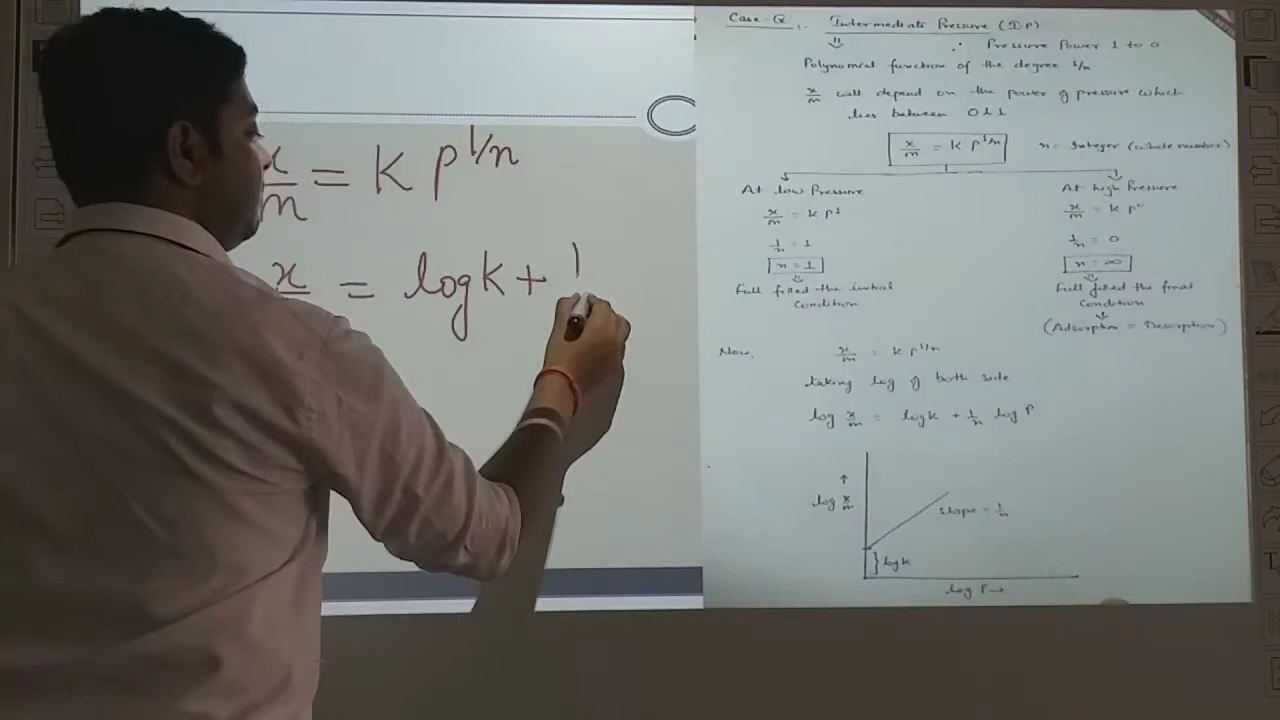 x/m = K P^1/n
x = log K + 1
Case-2,. Intermediate Pressure (IP)
∴ Pressure Power 1 to 0
Polynomial function of the degree 1/n
x/m will depend on the power of pressure which
lies between 0 & 1
x/m = k P^1/n n = Integer (whole number)
At low Pressure
x/m = k P^1
1/n = 1
n = 1
Full filled the initial
Condition
At high Pressure
x/m = k P^0
1/n = 0
n = ∞
Full filled the final
Condition
(Adsorption = Desorption)
Now, x/m = k P^1/n
taking log of both side
log x/m = log k + 1/n log P
log x/m
slope = 1/n
} log k
log P →